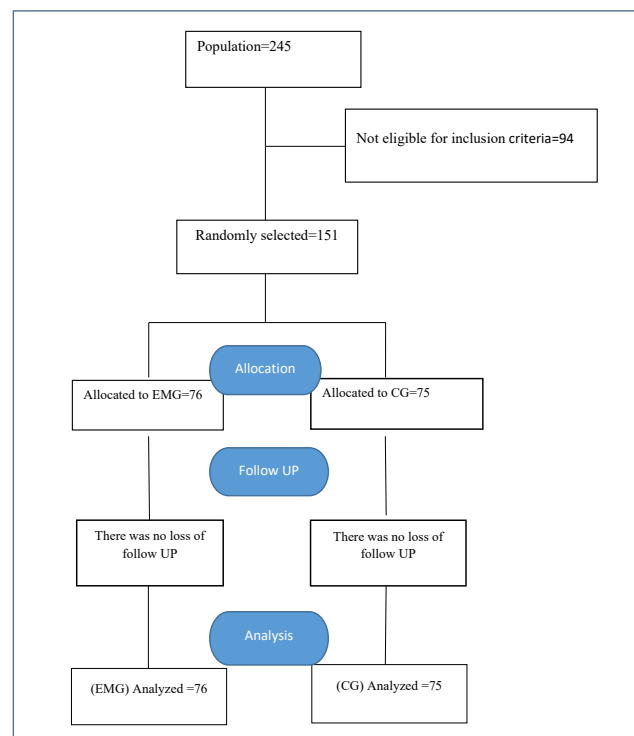 Population=245
Not eligible for inclusion criteria=94
Randomly selected=151
Allocation
Allocated to EMG=76
Allocated to CG=75
Follow UP
There was no loss of
follow UP
There was no loss of
follow UP
Analysis
(EMG) Analyzed =76
(CG) Analyzed =75